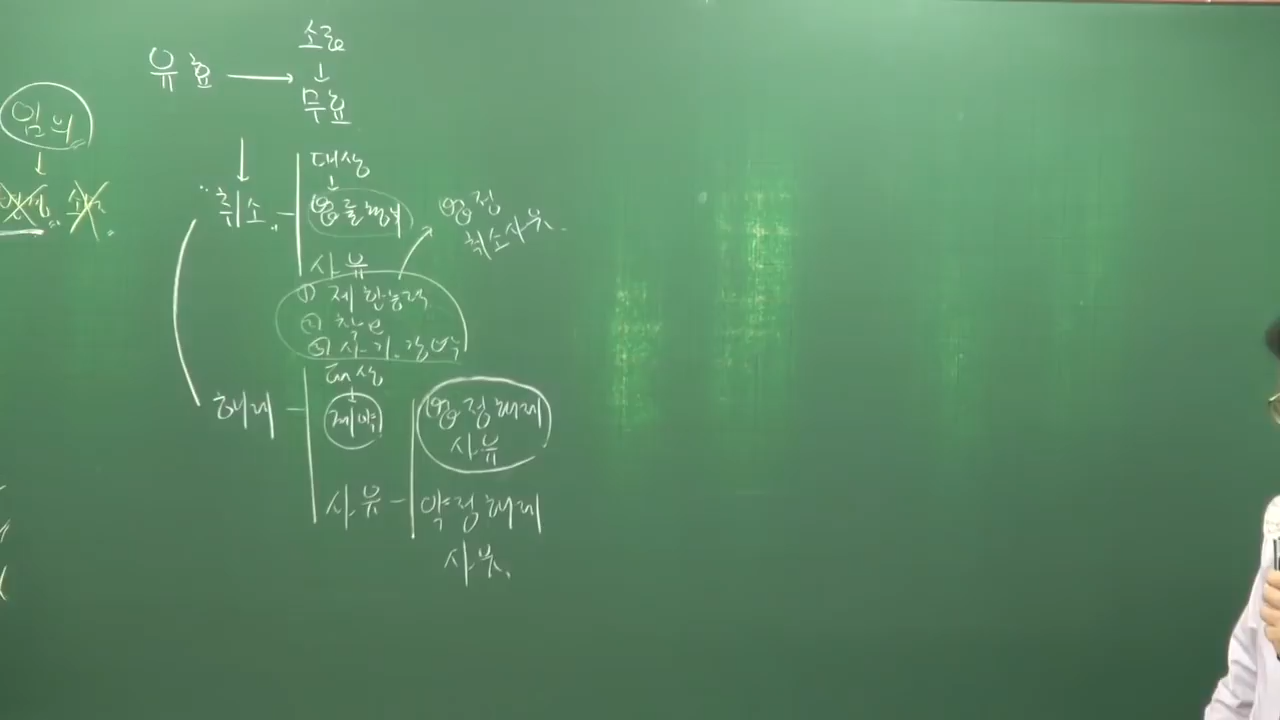 유효 → 소급
↓
무효
임의
↓
↓
대상
↓
"취소"
법률행위
법정
취소사유.
사유
① 제한능력
② 착오
③ 사기.강박
대상
↓
해제
계약
법정해제
사유
사유
약정해제
사유.